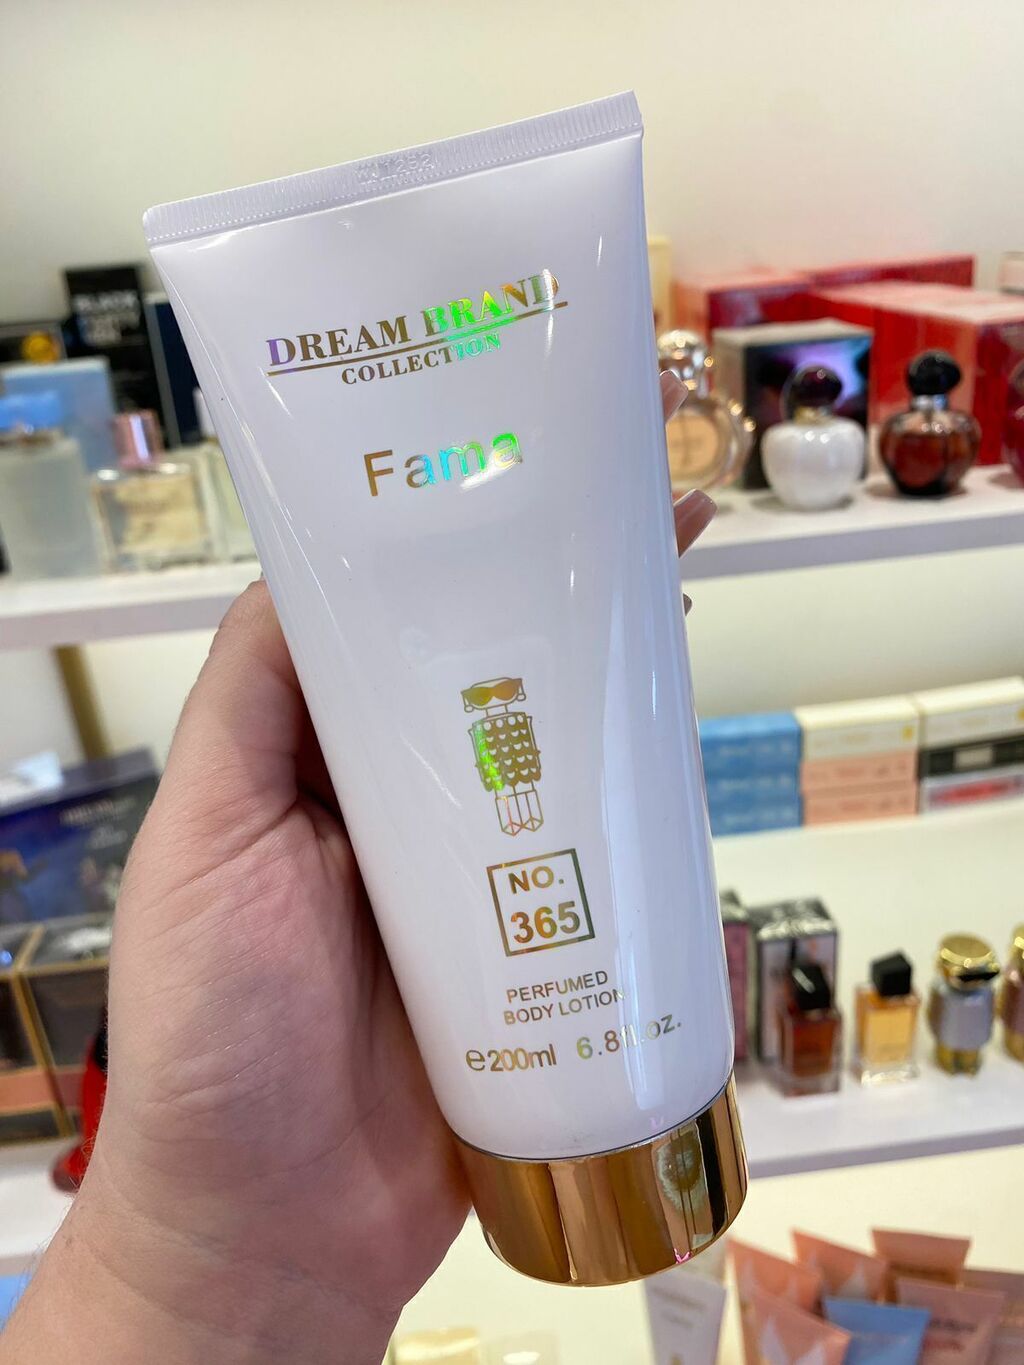 DREAM BRAND
COLLECTION
Fama
NO.
365
PERFUMED
BODY LOTION
℮200ml 6.8fl.oz.